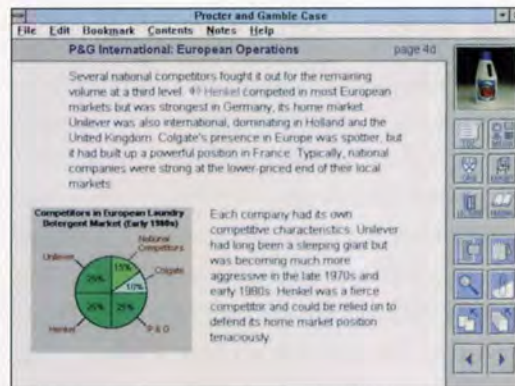 Procter and Gamble Case
File Edit Bookmark Contents Notes Help
P&G International: European Operations page 4d
Several national competitors fought it out for the remaining
volume at a third level. Henkel competed in most European
markets but was strongest in Germany, its home market.
Unilever was also international, dominating in Holland and the
United Kingdom. Colgate's presence in Europe was spottier, but
it had built up a powerful position in France. Typically, national
companies were strong at the lower-priced end of their local
markets.
Competitors in European Laundry
Detergent Market (Early 1980s)
National
Competitors
Unilever
Colgate
25%
15%
10%
25%
25%
Henkel
P & G
Each company had its own
competitive characteristics. Unilever
had long been a sleeping giant but
was becoming much more
aggressive in the late 1970s and
early 1980s. Henkel was a fierce
competitor and could be relied on to
defend its home market position
tenaciously.